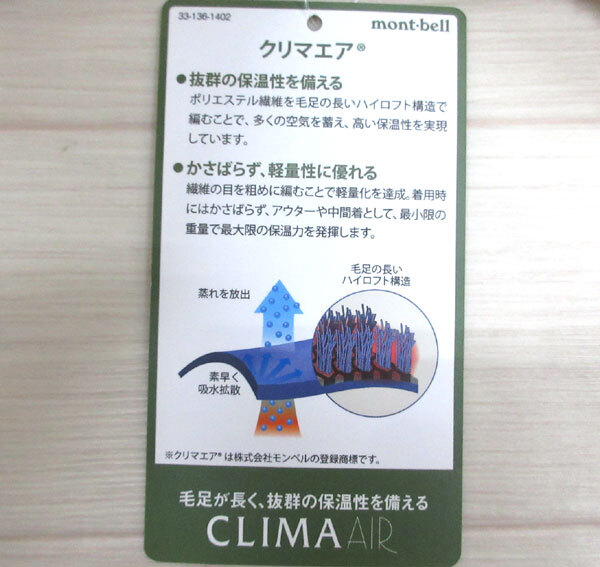 33-136-1402
mont-bell
クリマエア®
●抜群の保温性を備える
ポリエステル繊維を毛足の長いハイロフト構造で
編むことで、多くの空気を蓄え、高い保温性を実現
しています。
●かさばらず、軽量性に優れる
繊維の目を粗めに編むことで軽量化を達成。着用時
にはかさばらず、アウターや中間着として、最小限の
重量で最大限の保温力を発揮します。
毛足の長い
ハイロフト構造
蒸れを放出
素早く
吸水拡散
※クリマエア®は株式会社モンベルの登録商標です。
毛足が長く、抜群の保温性を備える
CLIMAAIR